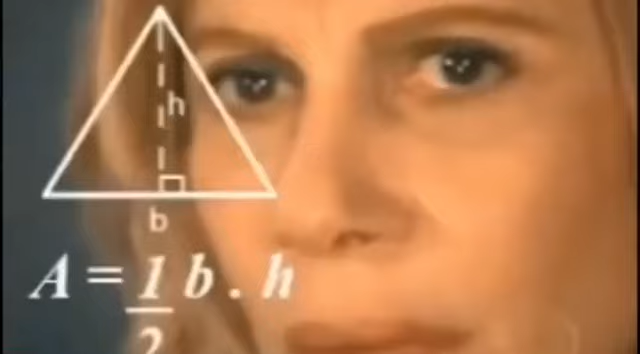 h
b
A = 1/2 b . h